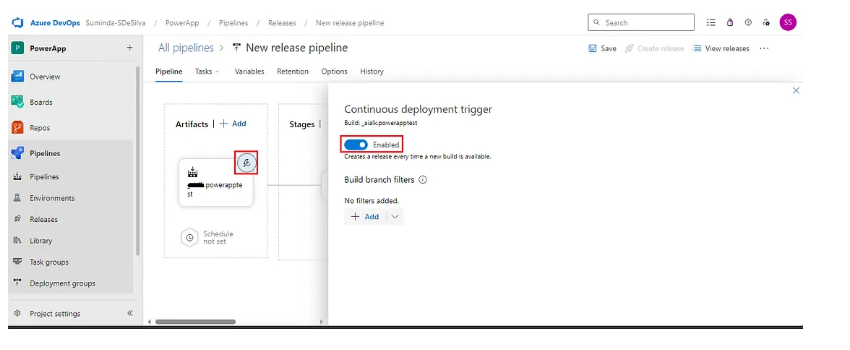 Azure DevOps Suminda-SDeSilva / PowerApp / Pipelines / Releases / New release pipeline
Search
SS
P PowerApp +
All pipelines > New release pipeline
Save Create release View releases ...
Overview
Pipeline Tasks Variables Retention Options History
Boards
Repos
Pipelines
Pipelines
Environments
Releases
Library
Task groups
Deployment groups
Project settings
Artifacts | + Add
Stages |
.powerappte
st
Schedule
not set
Continuous deployment trigger
Build: _aialk.powerapptest
Enabled
Creates a release every time a new build is available.
Build branch filters
No filters added.
+ Add